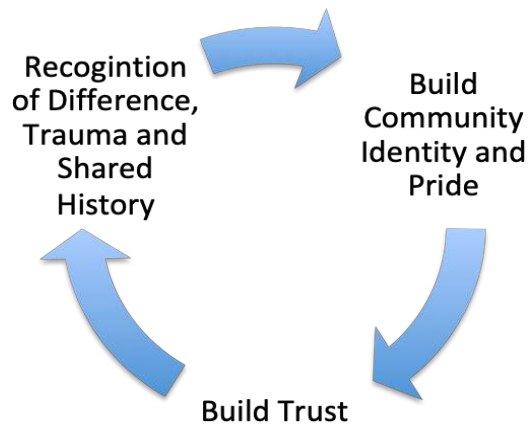 Recogintion
of Difference,
Trauma and
Shared
History
Build
Community
Identity and
Pride
Build Trust